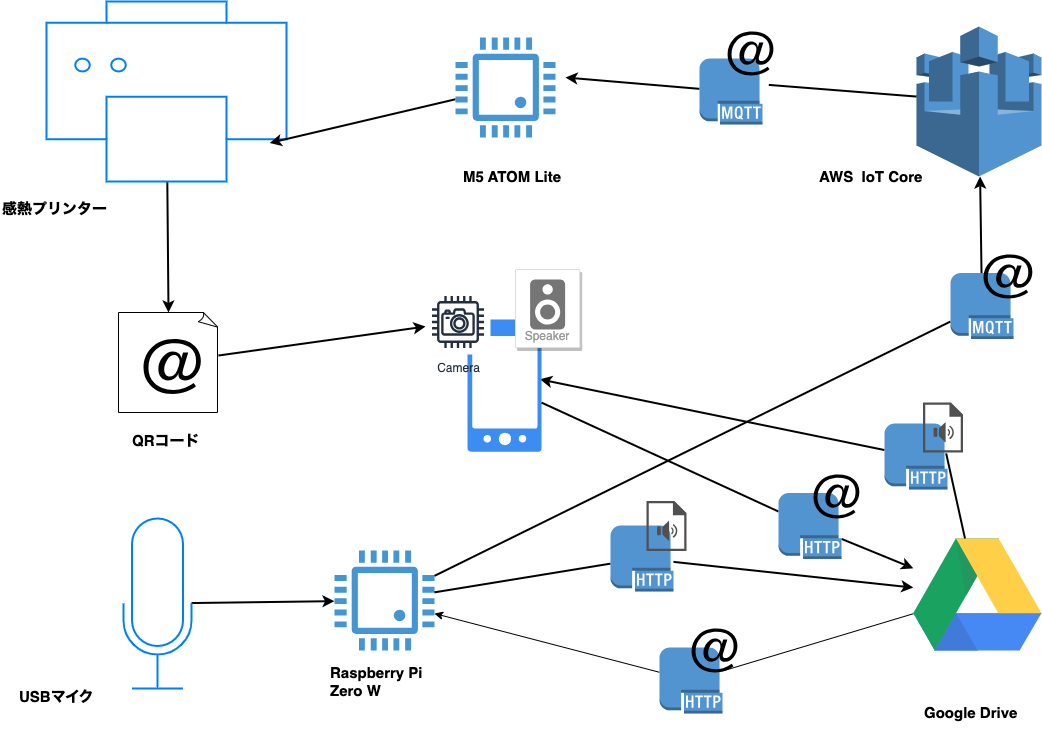 @
MQTT
M5 ATOM Lite
AWS IoT Core
感熱プリンター
@
MQTT
Speaker
Camera
@
QRコード
HTTP
@
HTTP
HTTP
@
HTTP
Raspberry Pi
Zero W
USBマイク
Google Drive